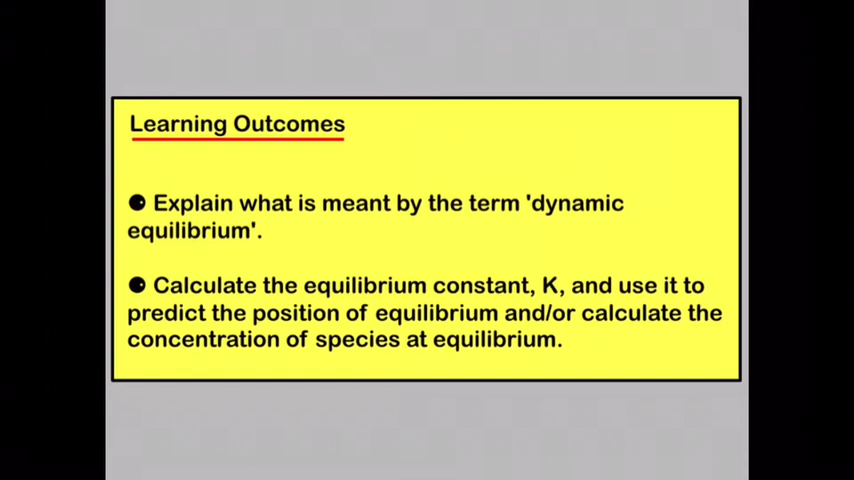 Learning Outcomes
● Explain what is meant by the term 'dynamic
equilibrium'.
● Calculate the equilibrium constant, K, and use it to
predict the position of equilibrium and/or calculate the
concentration of species at equilibrium.